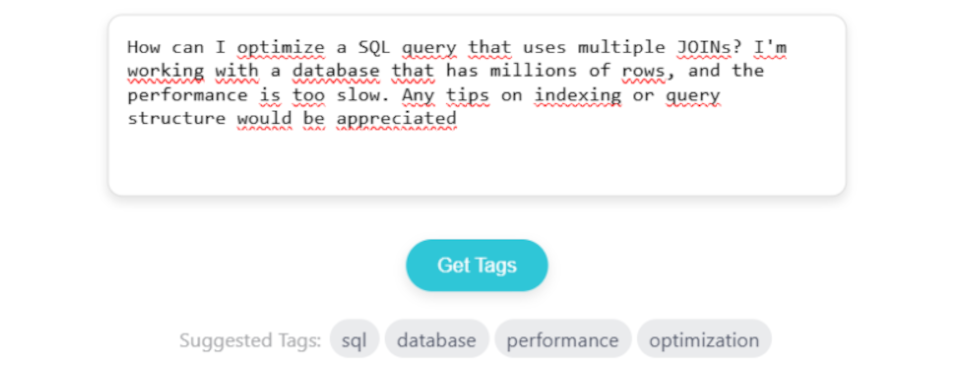 How can I optimize a SQL query that uses multiple JOINs? I'm
working with a database that has millions of rows, and the
performance is too slow. Any tips on indexing or query
structure would be appreciated
Get Tags
Suggested Tags: sql database performance optimization